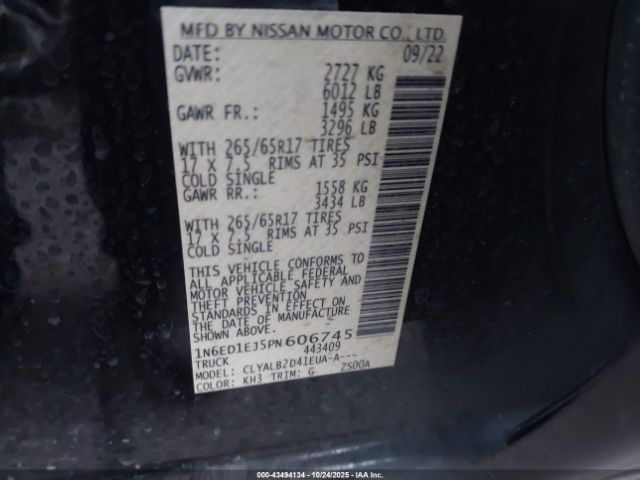 MFD BY NISSAN MOTOR CO., LTD.
DATE: 09/22
GVWR: 2727 KG
6012 LB
GAWR FR.: 1495 KG
3296 LB
WITH 265/65R17 TIRES
17 X 7.5 RIMS AT 35 PSI
COLD SINGLE
GAWR RR.: 1558 KG
3434 LB
WITH 265/65R17 TIRES
17 X 7.5 RIMS AT 35 PSI
COLD SINGLE
THIS VEHICLE CONFORMS TO
ALL APPLICABLE FEDERAL
MOTOR VEHICLE SAFETY AND
THEFT PREVENTION
STANDARDS IN EFFECT ON
THE DATE OF MANUFACTURE
SHOWN ABOVE.
1N6ED1EJ5PN606745
TRUCK 443409
MODEL: CLYALB2D41EUA-A---
COLOR: KH3 TRIM: G 2S00A
000-43494134 - 10/24/2025 - COPYRIGHT IAA, Inc.